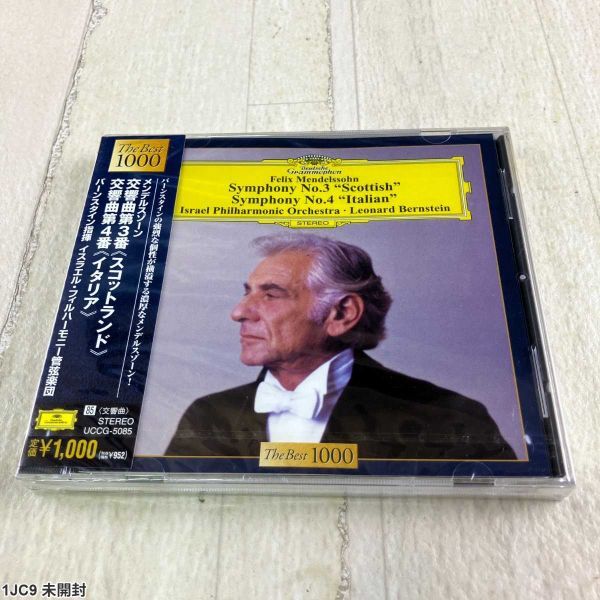 The Best
1000
バーンスタインの強烈な個性が横溢する濃厚なメンデルスゾーン!
メンデルスゾーン
交響曲第3番《スコットランド》
交響曲第4番《イタリア》
バーンスタイン指揮 イスラエル・フィルハーモニー管弦楽団
85 〈交響曲〉
STEREO
UCCG-5085
定価¥1,000
¥952
Deutsche
Grammophon
Felix Mendelssohn
Symphony No.3 “Scottish”
Symphony No.4 “Italian”
Israel Philharmonic Orchestra · Leonard Bernstein
STEREO
The Best 1000
1JC9 未開封